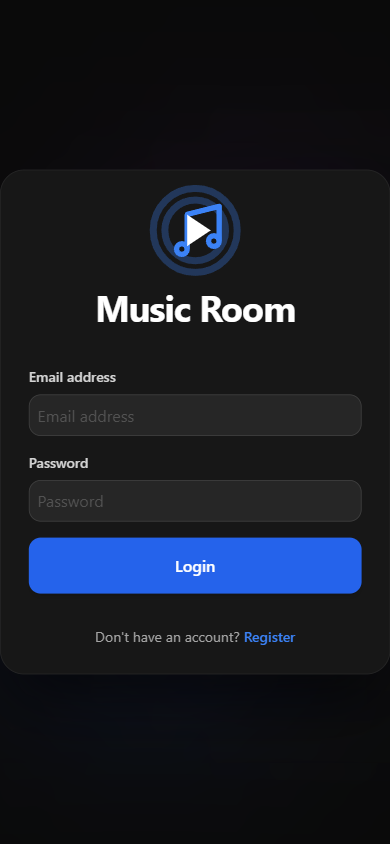 Music Room
Email address
Email address
Password
Password
Login
Don't have an account? Register